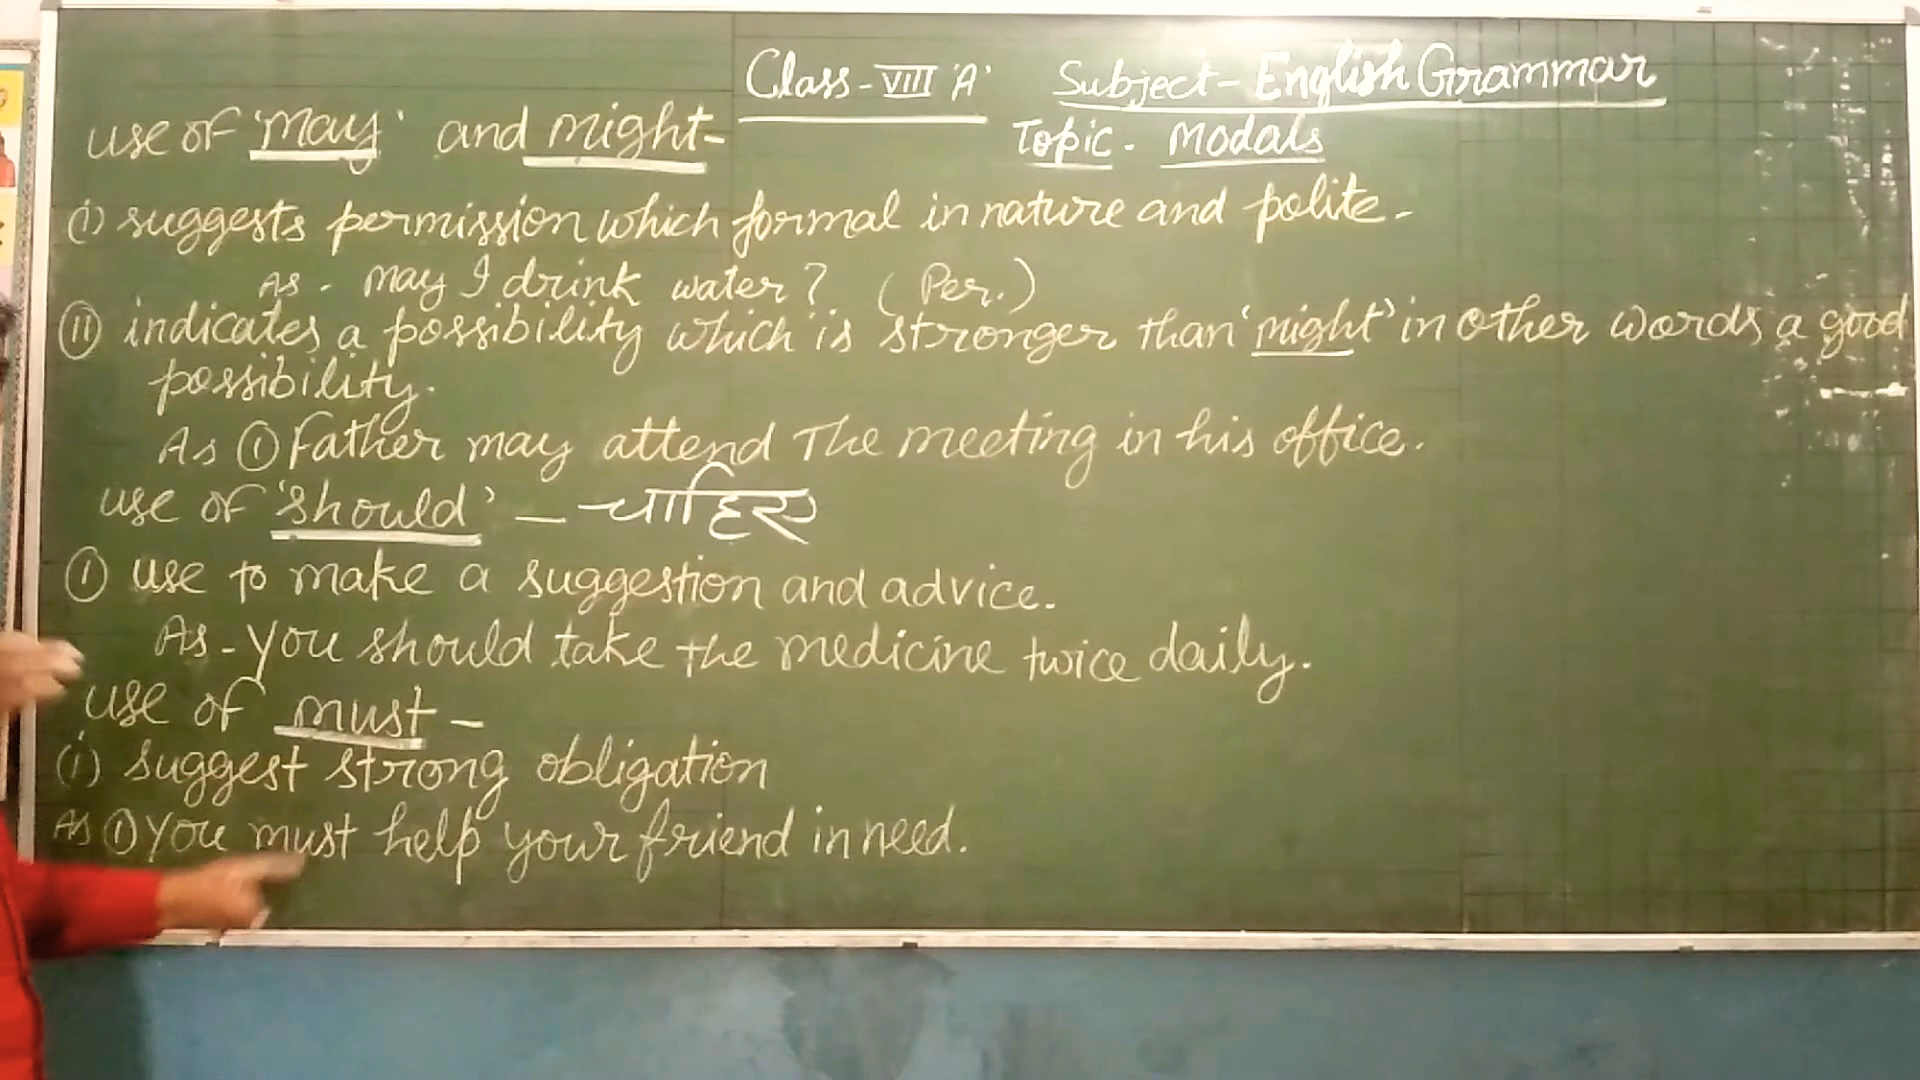 Class - VIII 'A' Subject - English Grammar
Topic - Modals
use of 'may' and might-
(i) suggests permission which formal in nature and polite.
As - may I drink water? (Per.)
(II) indicates a possibility which is stronger than 'might' in other words, a good
possibility.
As (1) Father may attend The meeting in his office.
use of 'should' - चाहिए
(1) use to make a suggestion and advice.
As - you should take the medicine twice daily.
use of must -
(i) suggest strong obligation
As (1) you must help your friend in need.